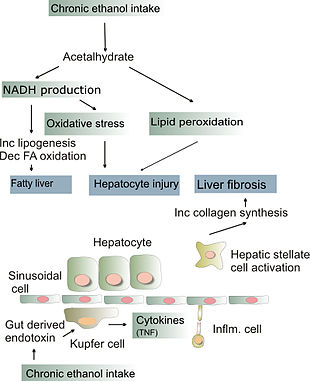 Chronic ethanol intake
Acetalhydrate
NADH production
Oxidative stress
Lipid peroxidation
Inc lipogenesis
Dec FA oxidation
Fatty liver
Hepatocyte injury
Liver fibrosis
Inc collagen synthesis
Hepatocyte
Hepatic stellate
cell activation
Sinusoidal
cell
Gut derived
endotoxin
Kupfer cell
Cytokines
(TNF)
Inflm. cell
Chronic ethanol intake